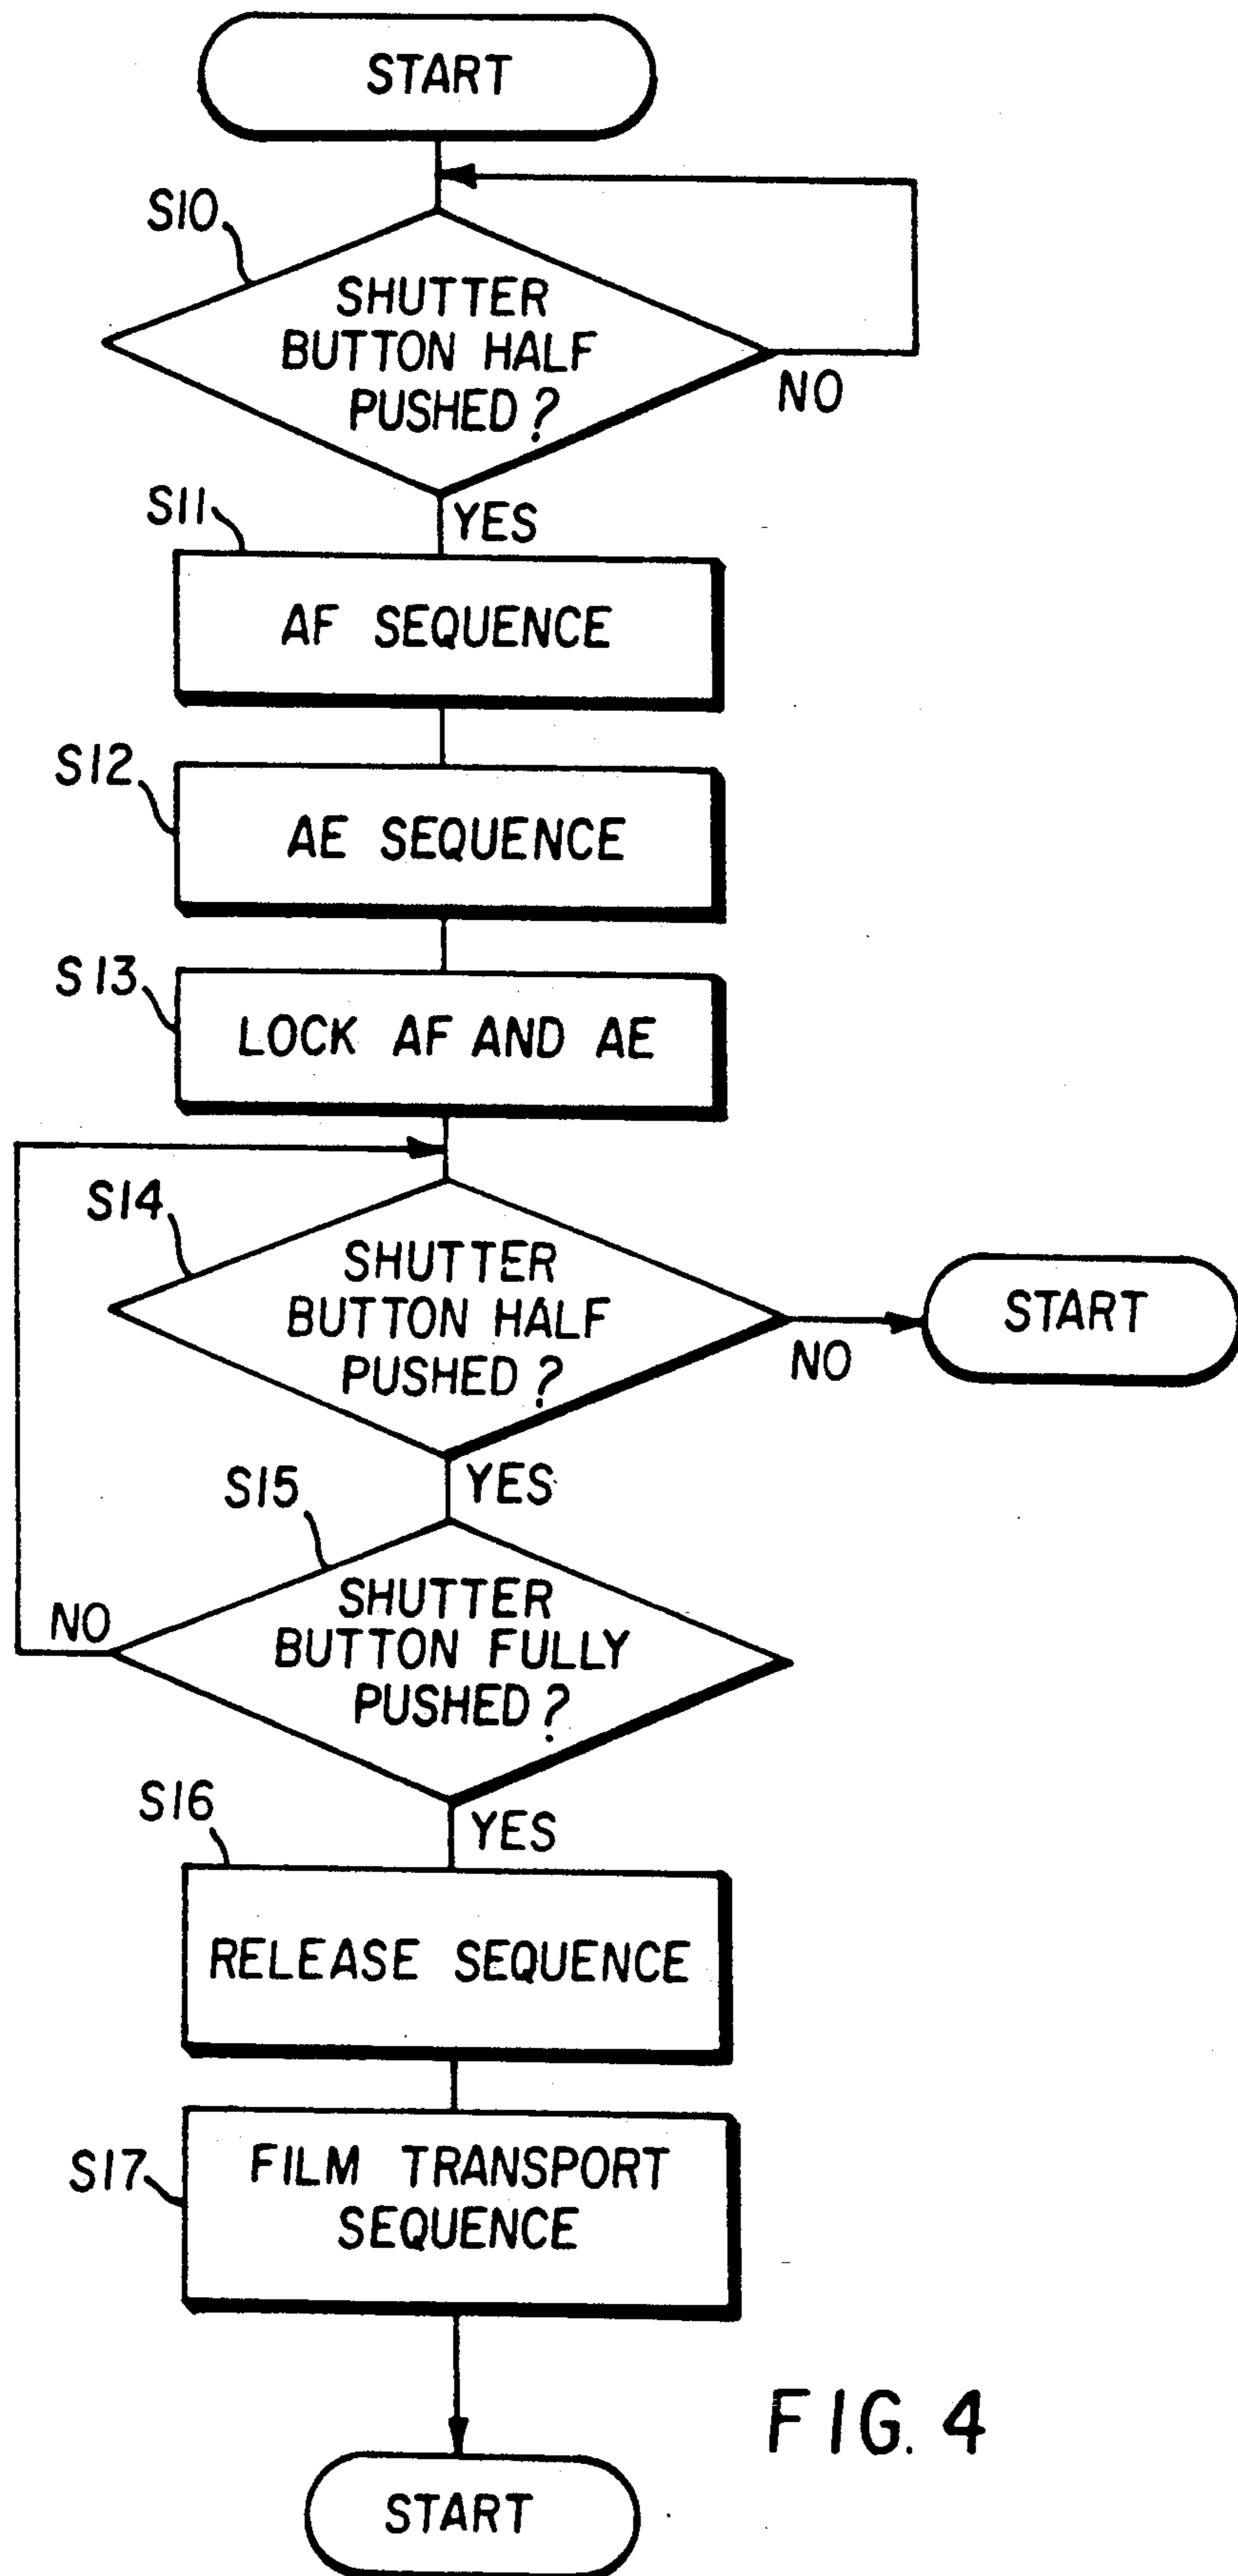 START
S10
SHUTTER
BUTTON HALF
PUSHED?
NO
YES
S11
AF SEQUENCE
S12
AE SEQUENCE
S13
LOCK AF AND AE
S14
SHUTTER
BUTTON HALF
PUSHED?
NO
START
YES
S15
SHUTTER
BUTTON FULLY
PUSHED?
NO
YES
S16
RELEASE SEQUENCE
S17
FILM TRANSPORT
SEQUENCE
START
FIG. 4